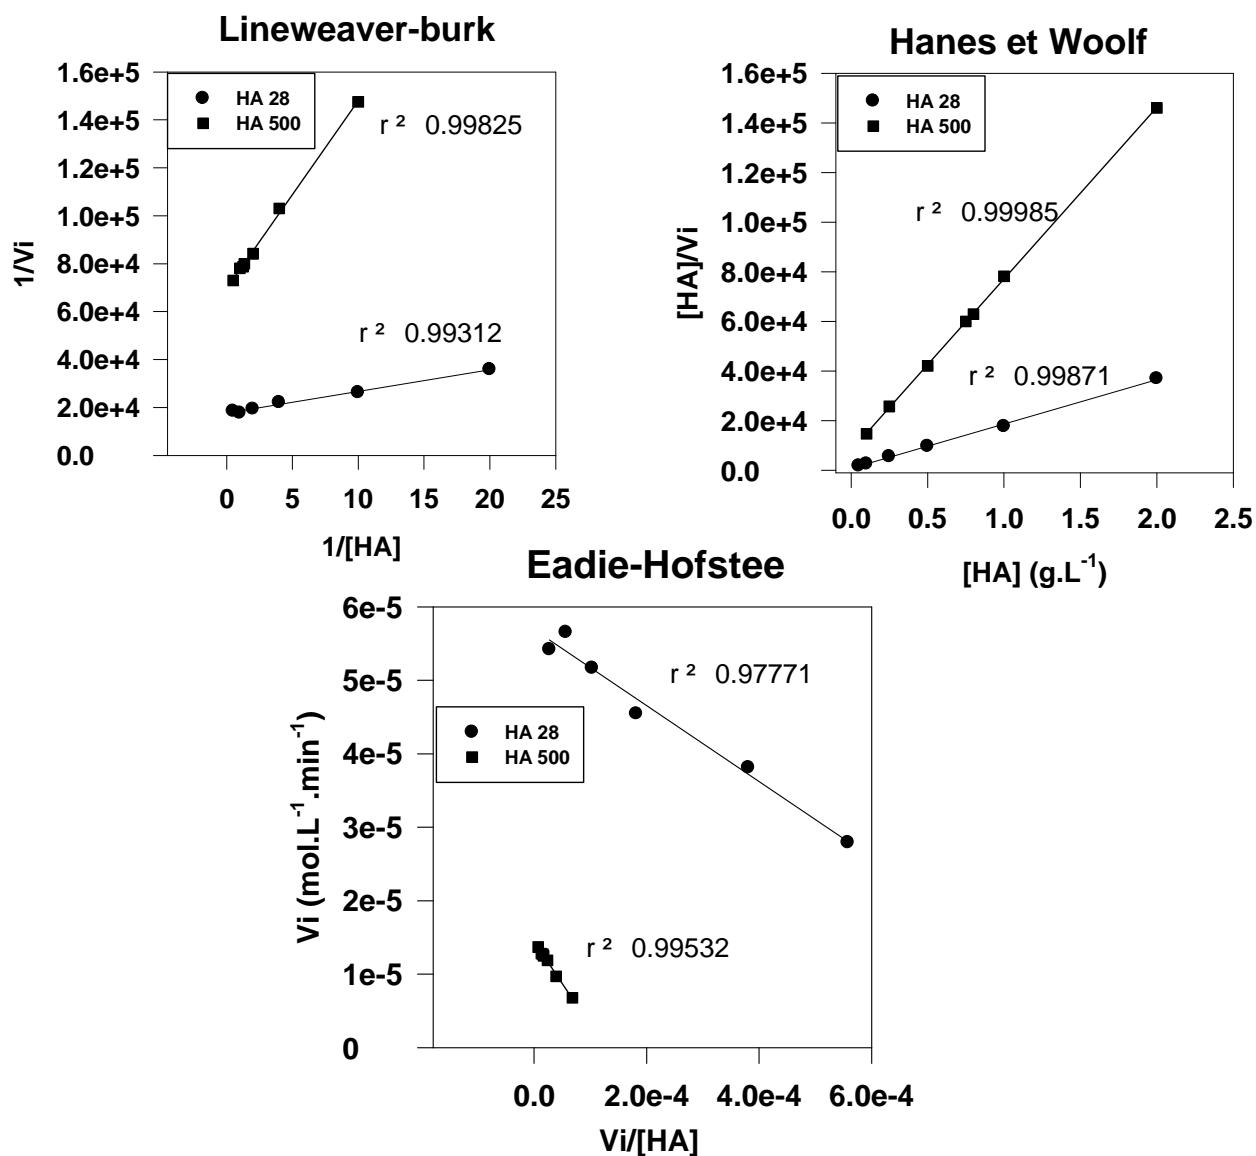 Lineweaver-burk
1.6e+5
1.4e+5
1.2e+5
1.0e+5
8.0e+4
6.0e+4
4.0e+4
2.0e+4
0.0
1/Vi
HA 28
HA 500
r ² 0.99825
r ² 0.99312
0 5 10 15 20 25
1/[HA]
Hanes et Woolf
1.6e+5
1.4e+5
1.2e+5
1.0e+5
8.0e+4
6.0e+4
4.0e+4
2.0e+4
0.0
[HA]/Vi
HA 28
HA 500
r ² 0.99985
r ² 0.99871
0.0 0.5 1.0 1.5 2.0 2.5
[HA] (g.L⁻¹)
Eadie-Hofstee
6e-5
5e-5
4e-5
3e-5
2e-5
1e-5
0
Vi (mol.L⁻¹.min⁻¹)
r ² 0.97771
HA 28
HA 500
r ² 0.99532
0.0 2.0e-4 4.0e-4 6.0e-4
Vi/[HA]